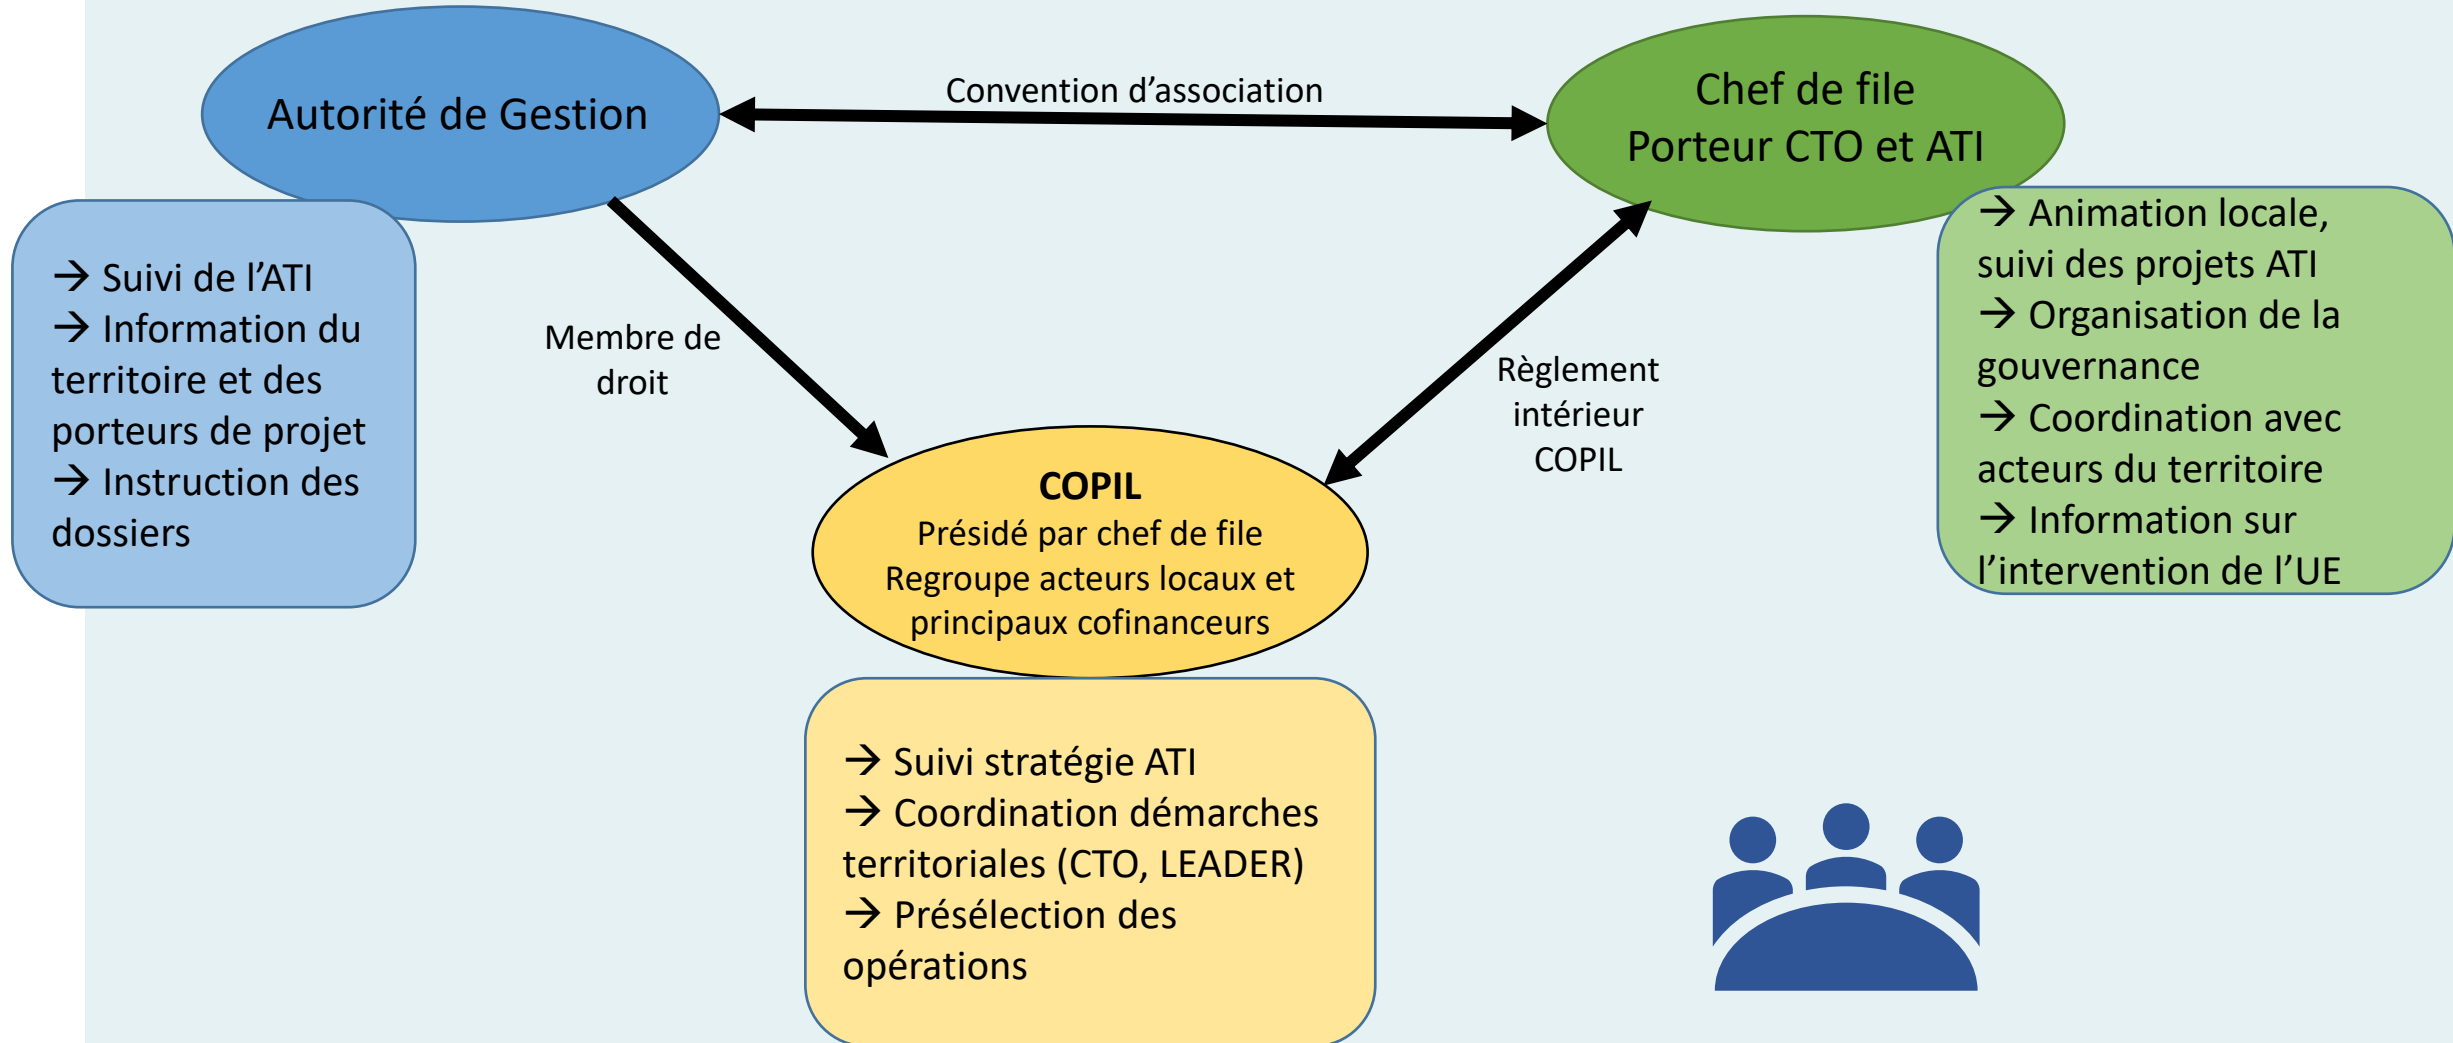 Autorité de Gestion
Convention d’association
Chef de file
Porteur CTO et ATI
→ Suivi de l’ATI
→ Information du
territoire et des
porteurs de projet
→ Instruction des
dossiers
Membre de
droit
Règlement
intérieur
COPIL
→ Animation locale,
suivi des projets ATI
→ Organisation de la
gouvernance
→ Coordination avec
acteurs du territoire
→ Information sur
l’intervention de l’UE
COPIL
Présidé par chef de file
Regroupe acteurs locaux et
principaux cofinanceurs
→ Suivi stratégie ATI
→ Coordination démarches
territoriales (CTO, LEADER)
→ Présélection des
opérations